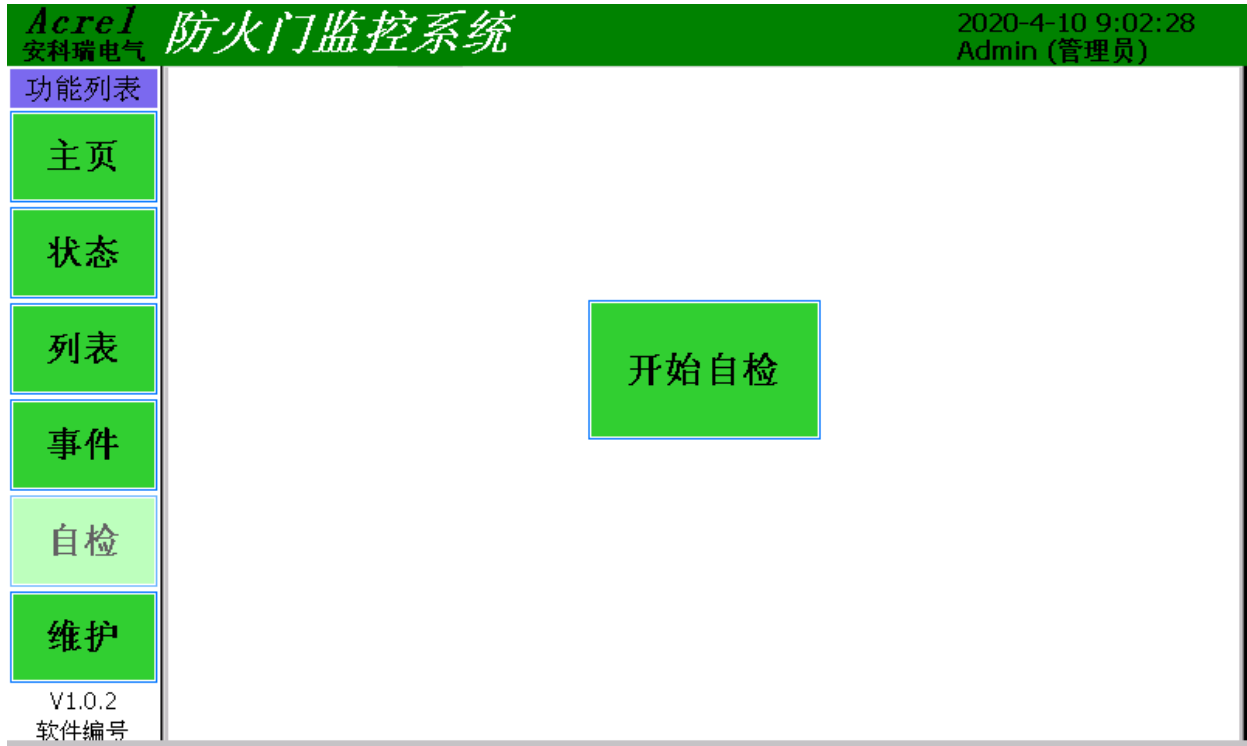 Acrel
安科瑞电气
防火门监控系统
2020-4-10 9:02:28
Admin (管理员)
功能列表
主页
状态
列表
事件
自检
维护
V1.0.2
软件编号
开始自检